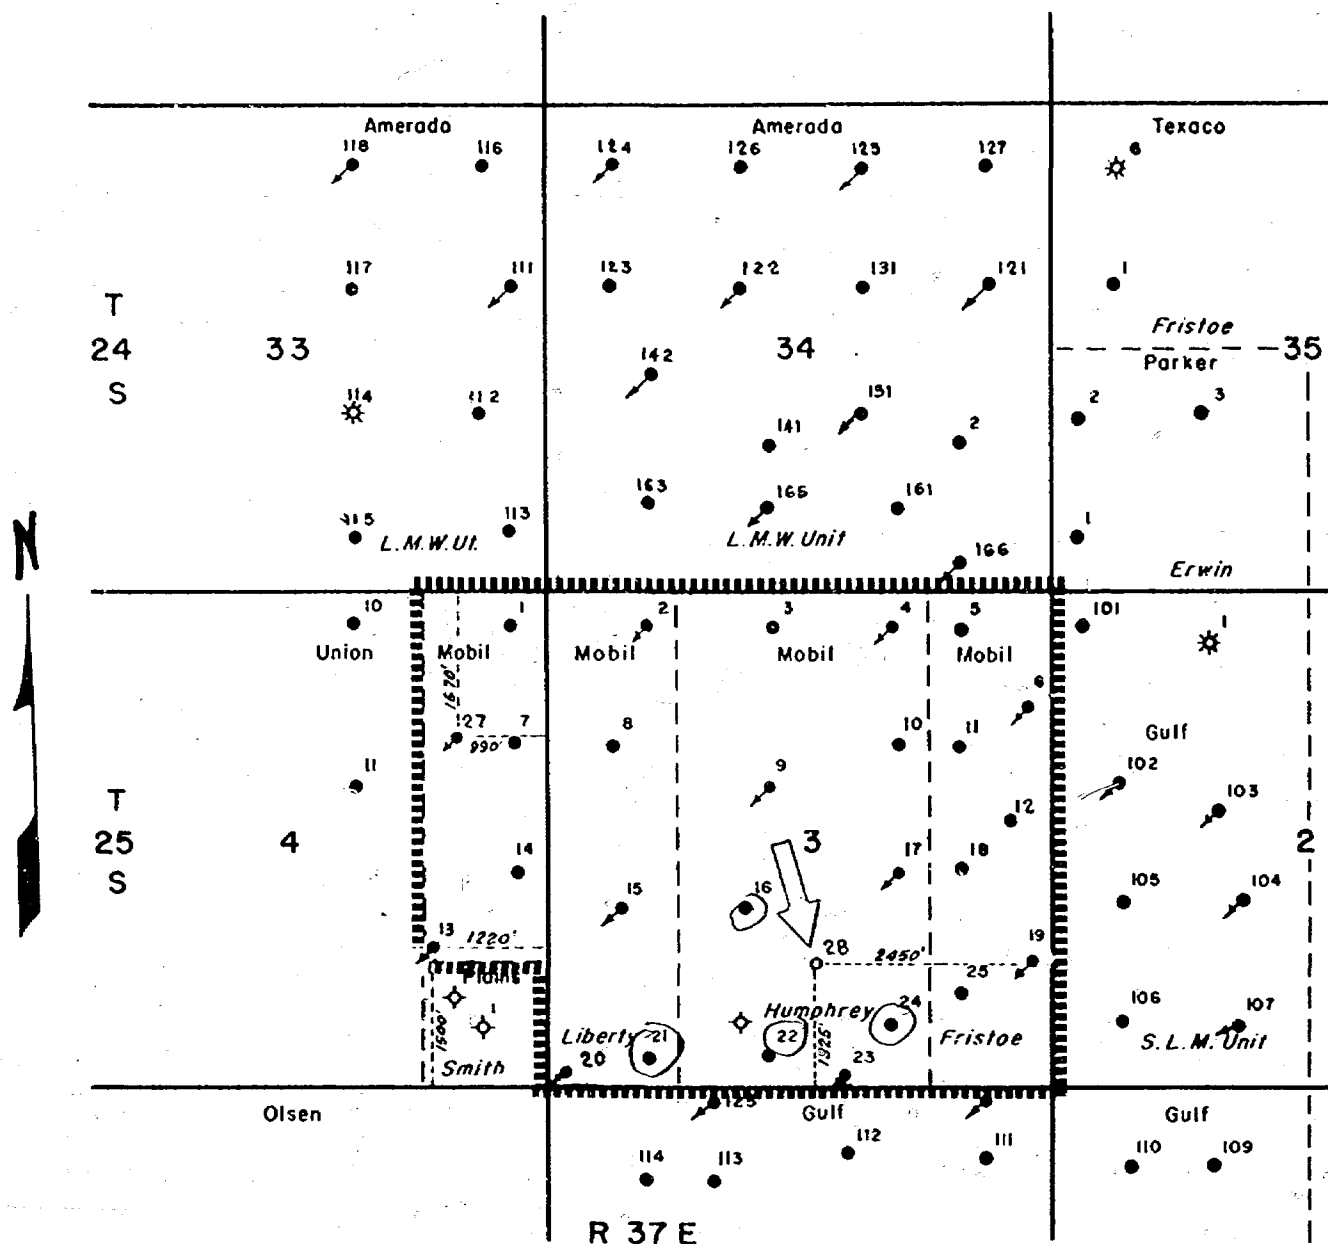 Amerado Amerada Texaco
118 116 124 126 125 127 6
117 111 123 122 131 121 1
T
24
S
33 34 35
Fristoe
Parker
142
114 112 151 2 2 3
141
163 165 161
115 113 1
L.M.W.Ut. L.M.W. Unit
166
Erwin
N
10 1 2 3 4 5 101 1
Union Mobil Mobil Mobil Mobil
1670'
6
27 7 8 10 11 Gulf
990'
11 9 102
103
T
25
S
4 3 2
12
14 17 18
15 16 105 104
13 1220' 28 2450' 19
Plains 25
1 1500' Liberty 21 Humphrey 24 106 107
22 1925' Fristoe S.L.M. Unit
Smith 20 23
Olsen 125 Gulf Gulf
114 113 112 111 110 109
R 37 E